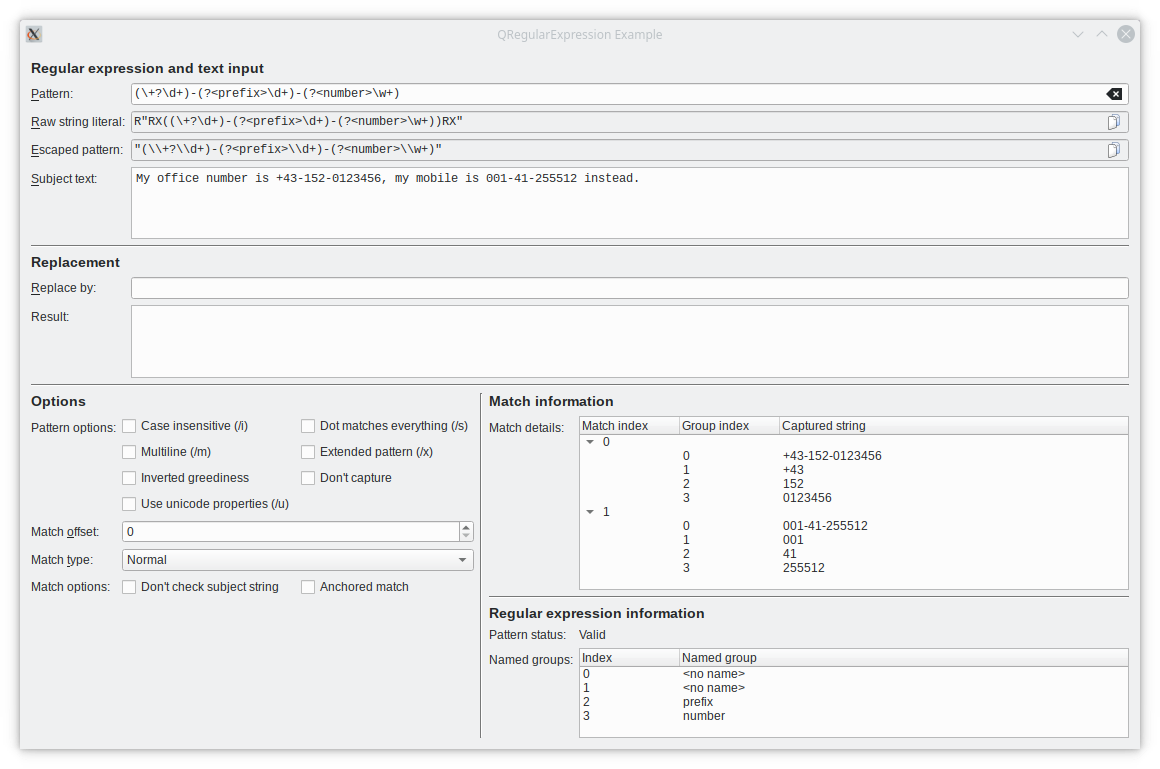 QRegularExpression Example
Regular expression and text input
Pattern: (\+?\d+)-(?<prefix>\d+)-(?<number>\w+)
Raw string literal: R"RX((\+?\d+)-(?<prefix>\d+)-(?<number>\w+))RX"
Escaped pattern: "(\\+?\\d+)-(?<prefix>\\d+)-(?<number>\\w+)"
Subject text: My office number is +43-152-0123456, my mobile is 001-41-255512 instead.
Replacement
Replace by:
Result:
Options
Pattern options: Case insensitive (/i) Dot matches everything (/s)
Multiline (/m) Extended pattern (/x)
Inverted greediness Don't capture
Use unicode properties (/u)
Match offset: 0
Match type: Normal
Match options: Don't check subject string Anchored match
Match information
Match details: Match index Group index Captured string
0
0 +43-152-0123456
1 +43
2 152
3 0123456
1
0 001-41-255512
1 001
2 41
3 255512
Regular expression information
Pattern status: Valid
Named groups: Index Named group
0 <no name>
1 <no name>
2 prefix
3 number